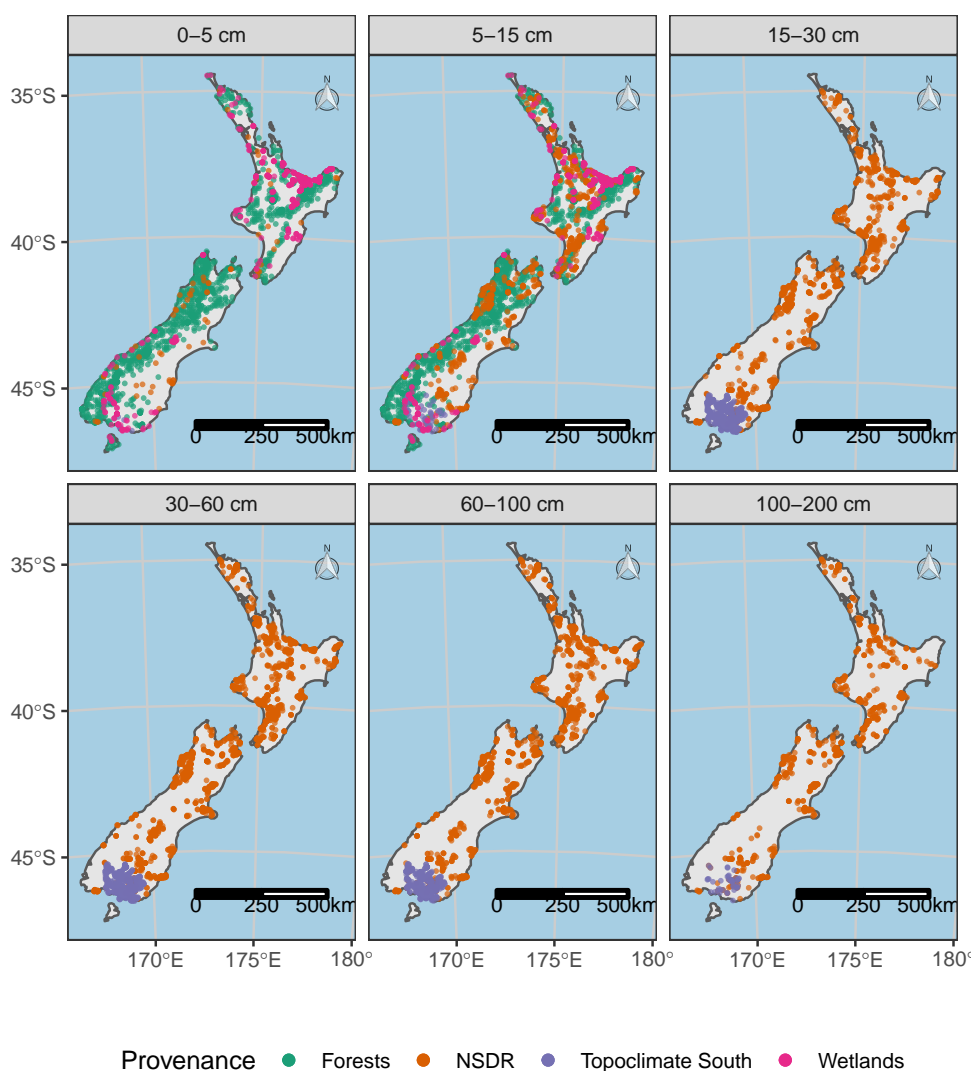 0–5 cm 5–15 cm 15–30 cm
N N N
35°S
40°S
45°S
0 250 500km 0 250 500km 0 250 500km
30–60 cm 60–100 cm 100–200 cm
N N N
35°S
40°S
45°S
0 250 500km 0 250 500km 0 250 500km
170°E 175°E 180° 170°E 175°E 180° 170°E 175°E 180°
Provenance Forests NSDR Topoclimate South Wetlands